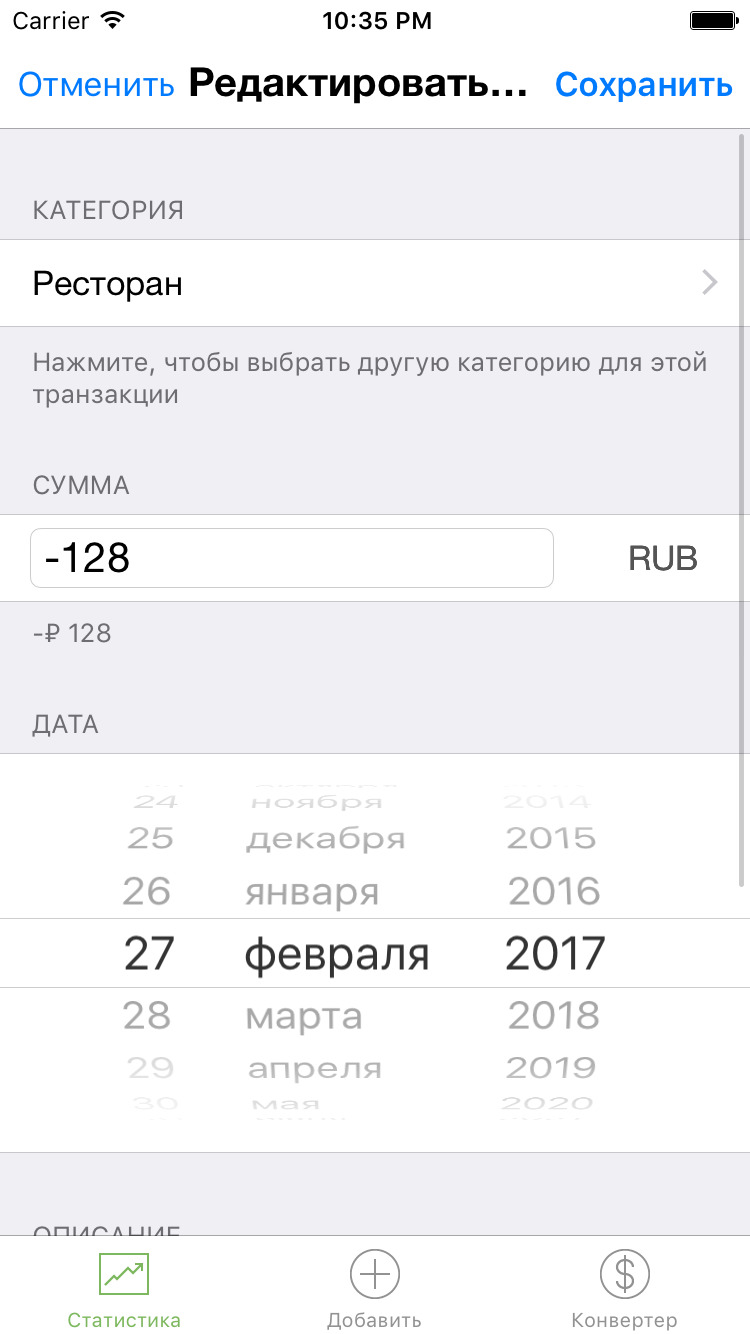 Carrier 10:35 PM
Отменить Редактировать... Сохранить
КАТЕГОРИЯ
Ресторан
Нажмите, чтобы выбрать другую категорию для этой
транзакции
СУММА
-128 RUB
-₽ 128
ДАТА
24 ноября 2014
25 декабря 2015
26 января 2016
27 февраля 2017
28 марта 2018
29 апреля 2019
30 мая 2020
ОПИСАНИЕ
Статистика Добавить Конвертер